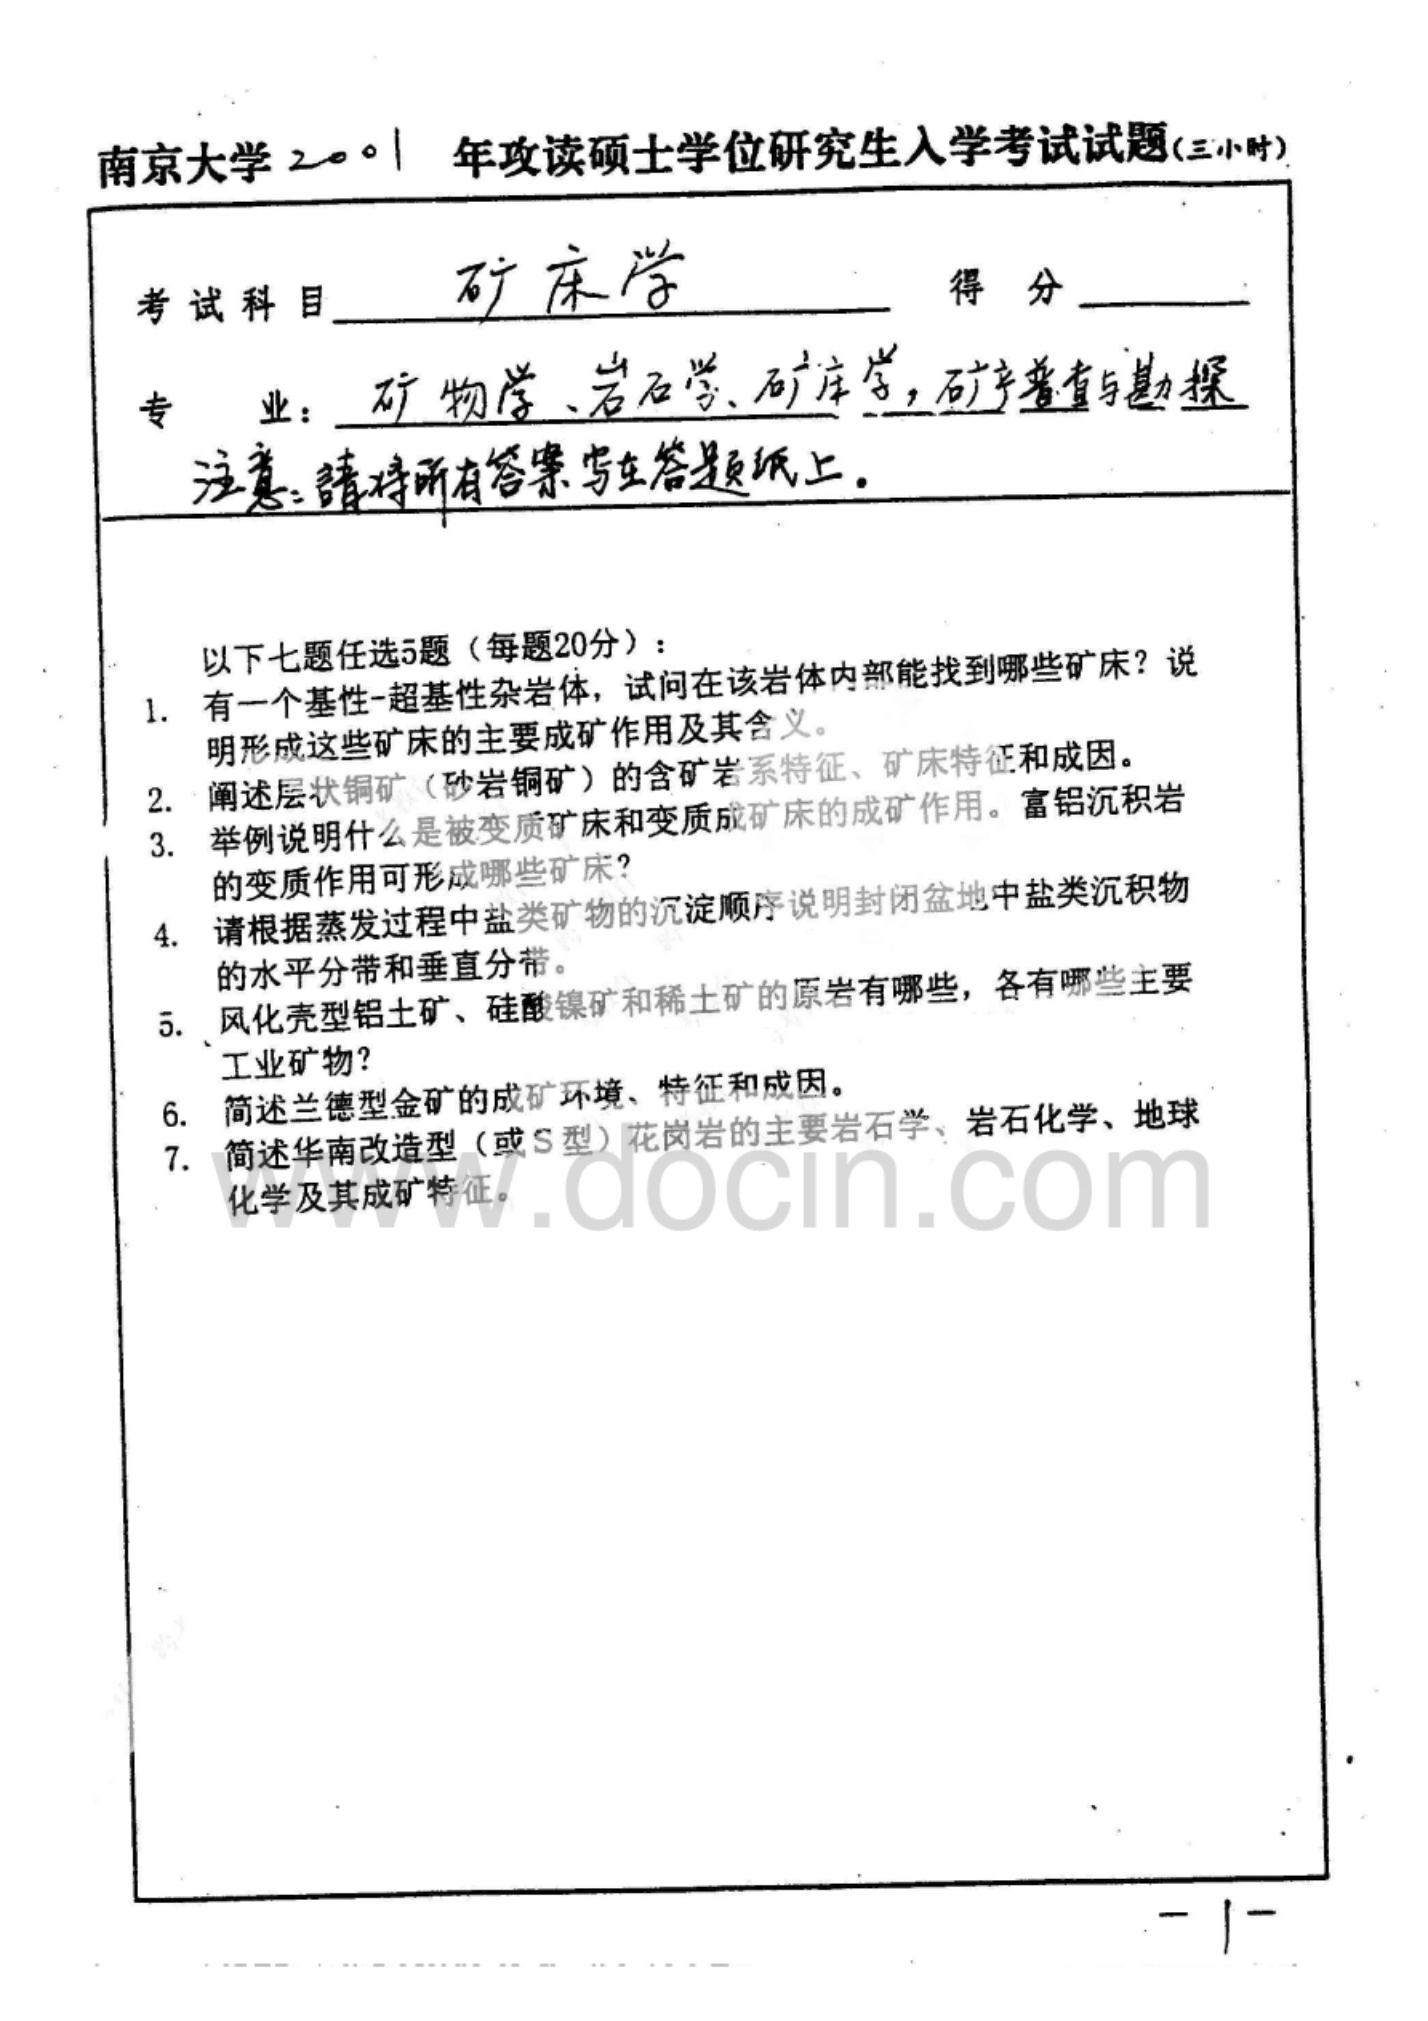 南京大学2001 年攻读硕士学位研究生入学考试试题(三小时)
考试科目 矿床学 得分
专业: 矿物学、岩石学、矿床学,矿产普查与勘探
注意:請将所有答案写在答题纸上。
以下七题任选5题(每题20分):
1. 有一个基性-超基性杂岩体,试问在该岩体内部能找到哪些矿床?说
明形成这些矿床的主要成矿作用及其含义。
2. 阐述层状铜矿(砂岩铜矿)的含矿岩系特征、矿床特征和成因。
3. 举例说明什么是被变质矿床和变质成矿床的成矿作用。富铝沉积岩
的变质作用可形成哪些矿床?
4. 请根据蒸发过程中盐类矿物的沉淀顺序说明封闭盆地中盐类沉积物
的水平分带和垂直分带。
5. 风化壳型铝土矿、硅酸镍矿和稀土矿的原岩有哪些,各有哪些主要
工业矿物?
6. 简述兰德型金矿的成矿环境、特征和成因。
7. 简述华南改造型(或S型)花岗岩的主要岩石学、岩石化学、地球
化学及其成矿特征。
www.docin.com
-1-